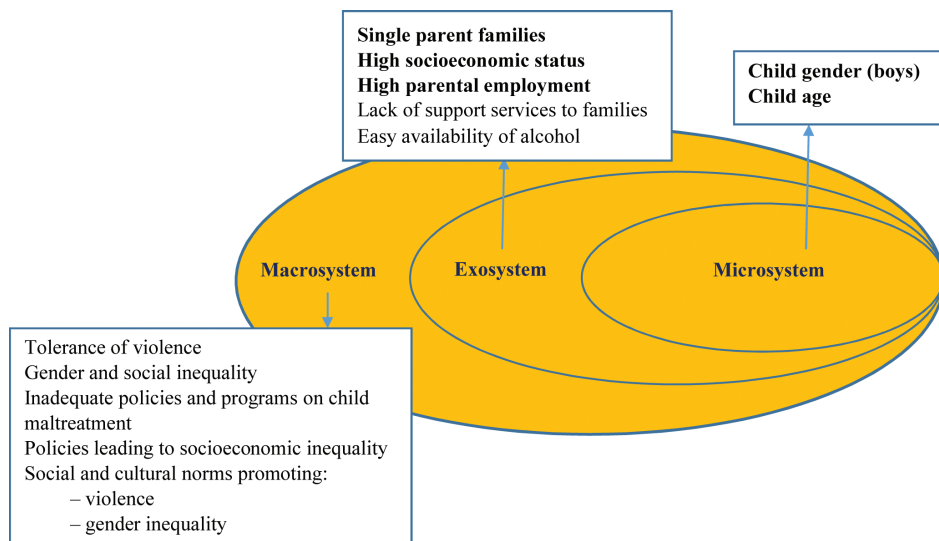 Single parent families
High socioeconomic status
High parental employment
Lack of support services to families
Easy availability of alcohol
Child gender (boys)
Child age
Macrosystem
Exosystem
Microsystem
Tolerance of violence
Gender and social inequality
Inadequate policies and programs on child
maltreatment
Policies leading to socioeconomic inequality
Social and cultural norms promoting:
– violence
– gender inequality